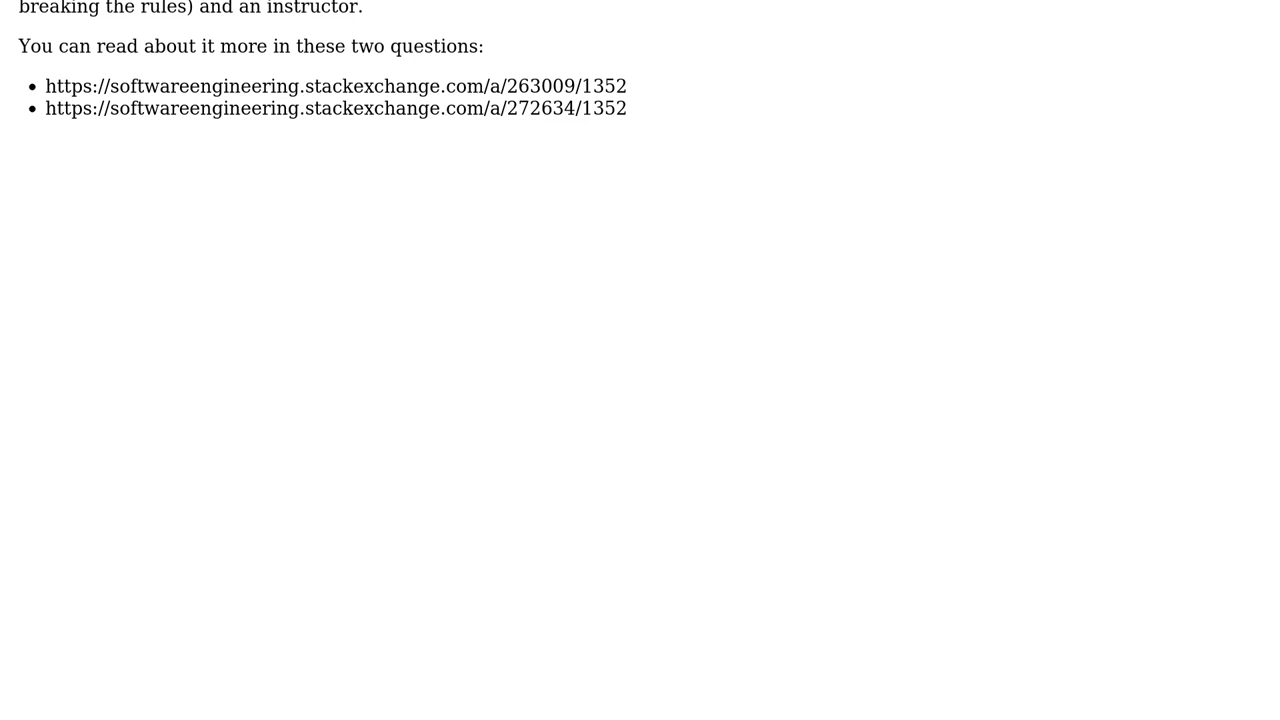 breaking the rules) and an instructor.
You can read about it more in these two questions:
• https://softwareengineering.stackexchange.com/a/263009/1352
• https://softwareengineering.stackexchange.com/a/272634/1352